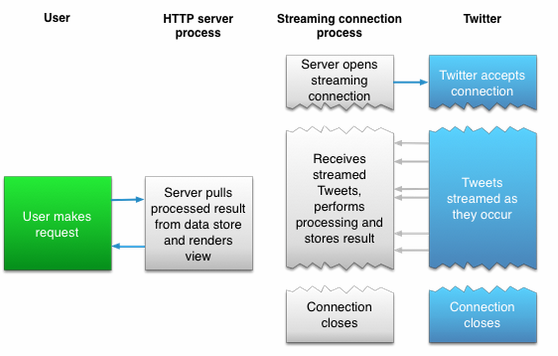 User
HTTP server
process
Streaming connection
process
Twitter
Server opens
streaming
connection
Twitter accepts
connection
User makes
request
Server pulls
processed result
from data store
and renders
view
Receives
streamed
Tweets,
performs
processing and
stores result
Tweets
streamed as
they occur
Connection
closes
Connection
closes